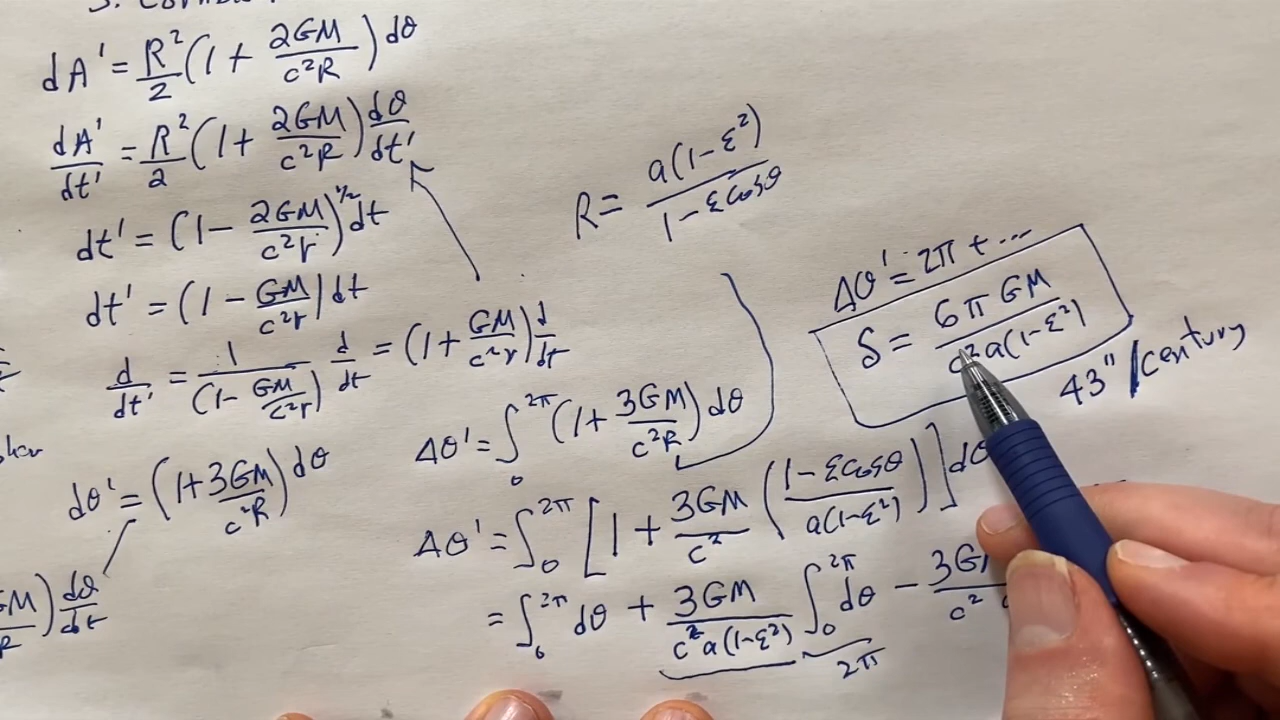 dA' = R²/2 (1 + 2GM/c²R) dθ
dA'/dt' = R²/2 (1 + 2GM/c²R) dθ/dt'
dt' = (1 - 2GM/c²r)^½ dt
dt' = (1 - GM/c²r) dt
d/dt' = 1/(1 - GM/c²r) d/dt = (1 + GM/c²r) d/dt
dθ' = (1 + 3GM/c²R) dθ
dθ/dt
R = a(1-ε²)/1-εcosθ
Δθ' = 2π + ...
δ = 6πGM/c²a(1-ε²)
43"/century
Δθ' = ∫₀^2π (1 + 3GM/c²R) dθ
Δθ' = ∫₀^2π [1 + 3GM/c² (1-εcosθ/a(1-ε²))] dθ
= ∫₀^2π dθ + 3GM/c²a(1-ε²) ∫₀^2π dθ - 3GM/c²
2π